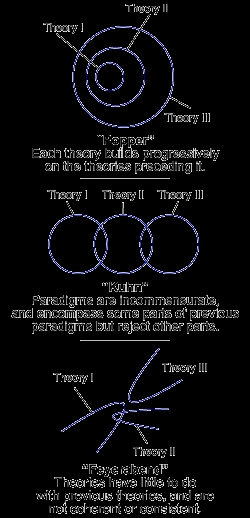 Theory II
Theory I
Theory III
"Popper"
Each theory builds progressively
on the theories preceding it.
Theory I Theory II Theory III
"Kuhn"
Paradigms are incommensurate,
and encompass some parts of previous
paradigms but reject other parts.
Theory III
Theory I
Theory II
"Feyerabend"
Theories have little to do
with previous theories, and are
not coherent or consistent.